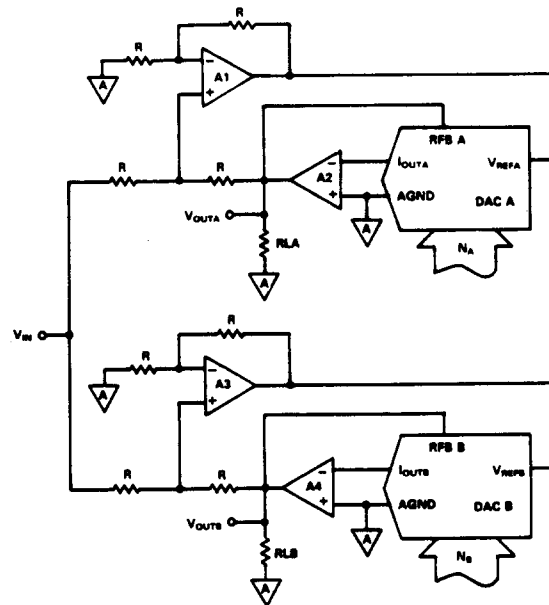 R
R
A
−
A1
+
RFB A
R
R
−
A2
+
IOUTA
VREFA
AGND
DAC A
VOUTA
A
NA
RLA
A
VIN
R
R
A
−
A3
+
RFB B
R
R
−
A4
+
IOUTB
VREFB
AGND
DAC B
VOUTB
A
NB
RLB
A